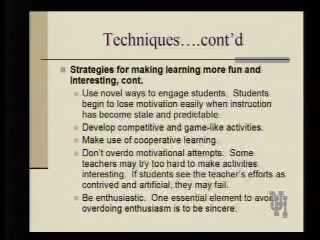 Techniques….cont'd
Strategies for making learning more fun and
interesting, cont.
Use novel ways to engage students. Students
begin to lose motivation easily when instruction
has become stale and predictable.
Develop competitive and game-like activities.
Make use of cooperative learning.
Don't overdo motivational attempts. Some
teachers may try too hard to make activities
interesting. If students see the teacher's efforts as
contrived and artificial, they may fail.
Be enthusiastic. One essential element to avoid
overdoing enthusiasm is to be sincere.